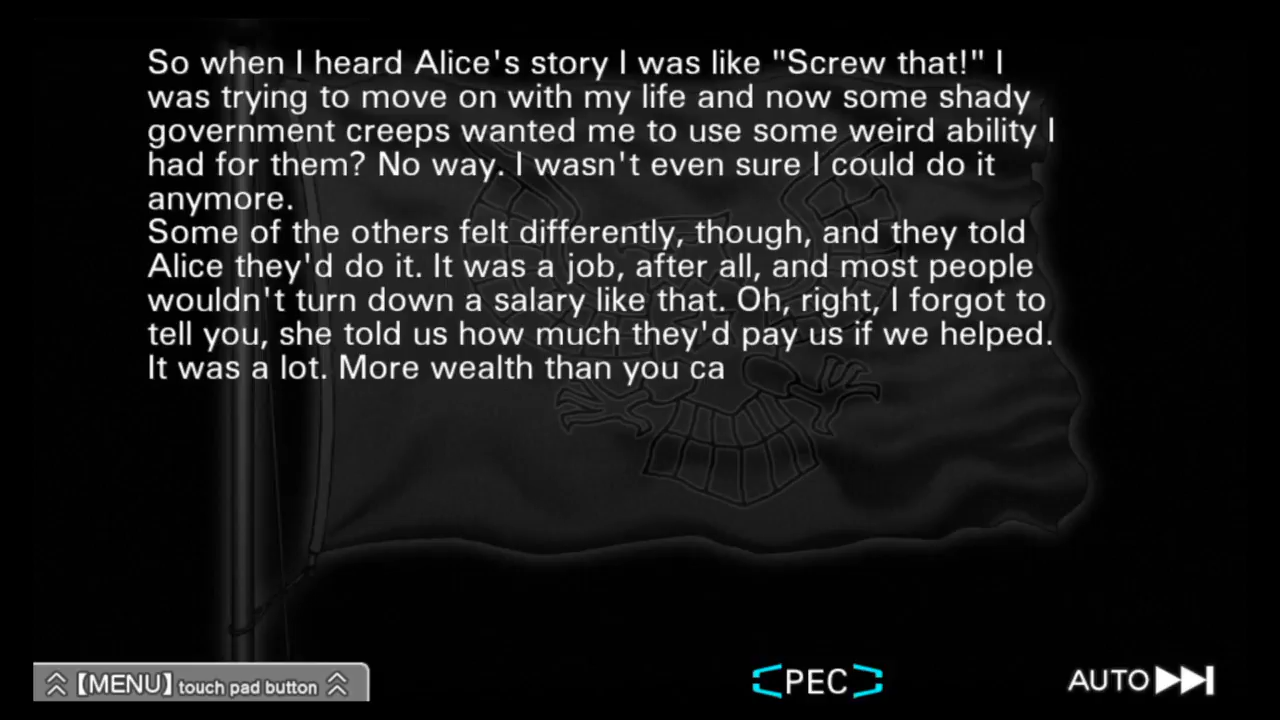 So when I heard Alice's story I was like "Screw that!" I
was trying to move on with my life and now some shady
government creeps wanted me to use some weird ability I
had for them? No way. I wasn't even sure I could do it
anymore.
Some of the others felt differently, though, and they told
Alice they'd do it. It was a job, after all, and most people
wouldn't turn down a salary like that. Oh, right, I forgot to
tell you, she told us how much they'd pay us if we helped.
It was a lot. More wealth than you ca
【MENU】touch pad button
PEC
AUTO